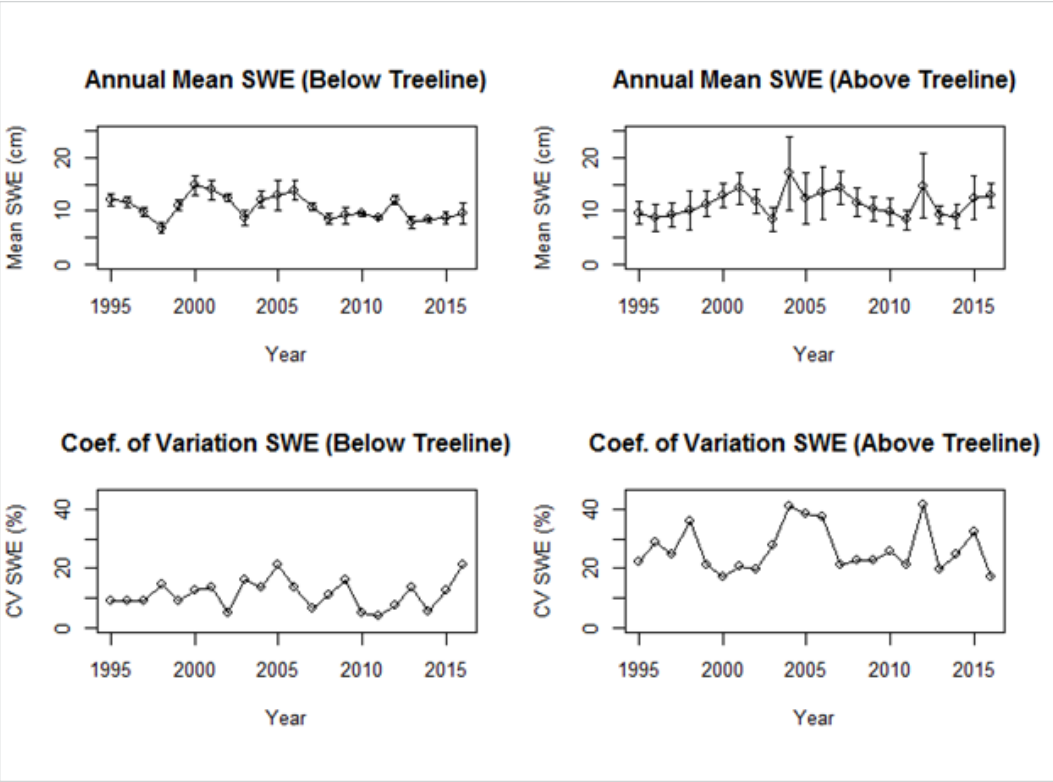 Annual Mean SWE (Below Treeline)
Mean SWE (cm)
20
10
0
1995 2000 2005 2010 2015
Year
Annual Mean SWE (Above Treeline)
Mean SWE (cm)
20
10
0
1995 2000 2005 2010 2015
Year
Coef. of Variation SWE (Below Treeline)
CV SWE (%)
40
20
0
1995 2000 2005 2010 2015
Year
Coef. of Variation SWE (Above Treeline)
CV SWE (%)
40
20
0
1995 2000 2005 2010 2015
Year